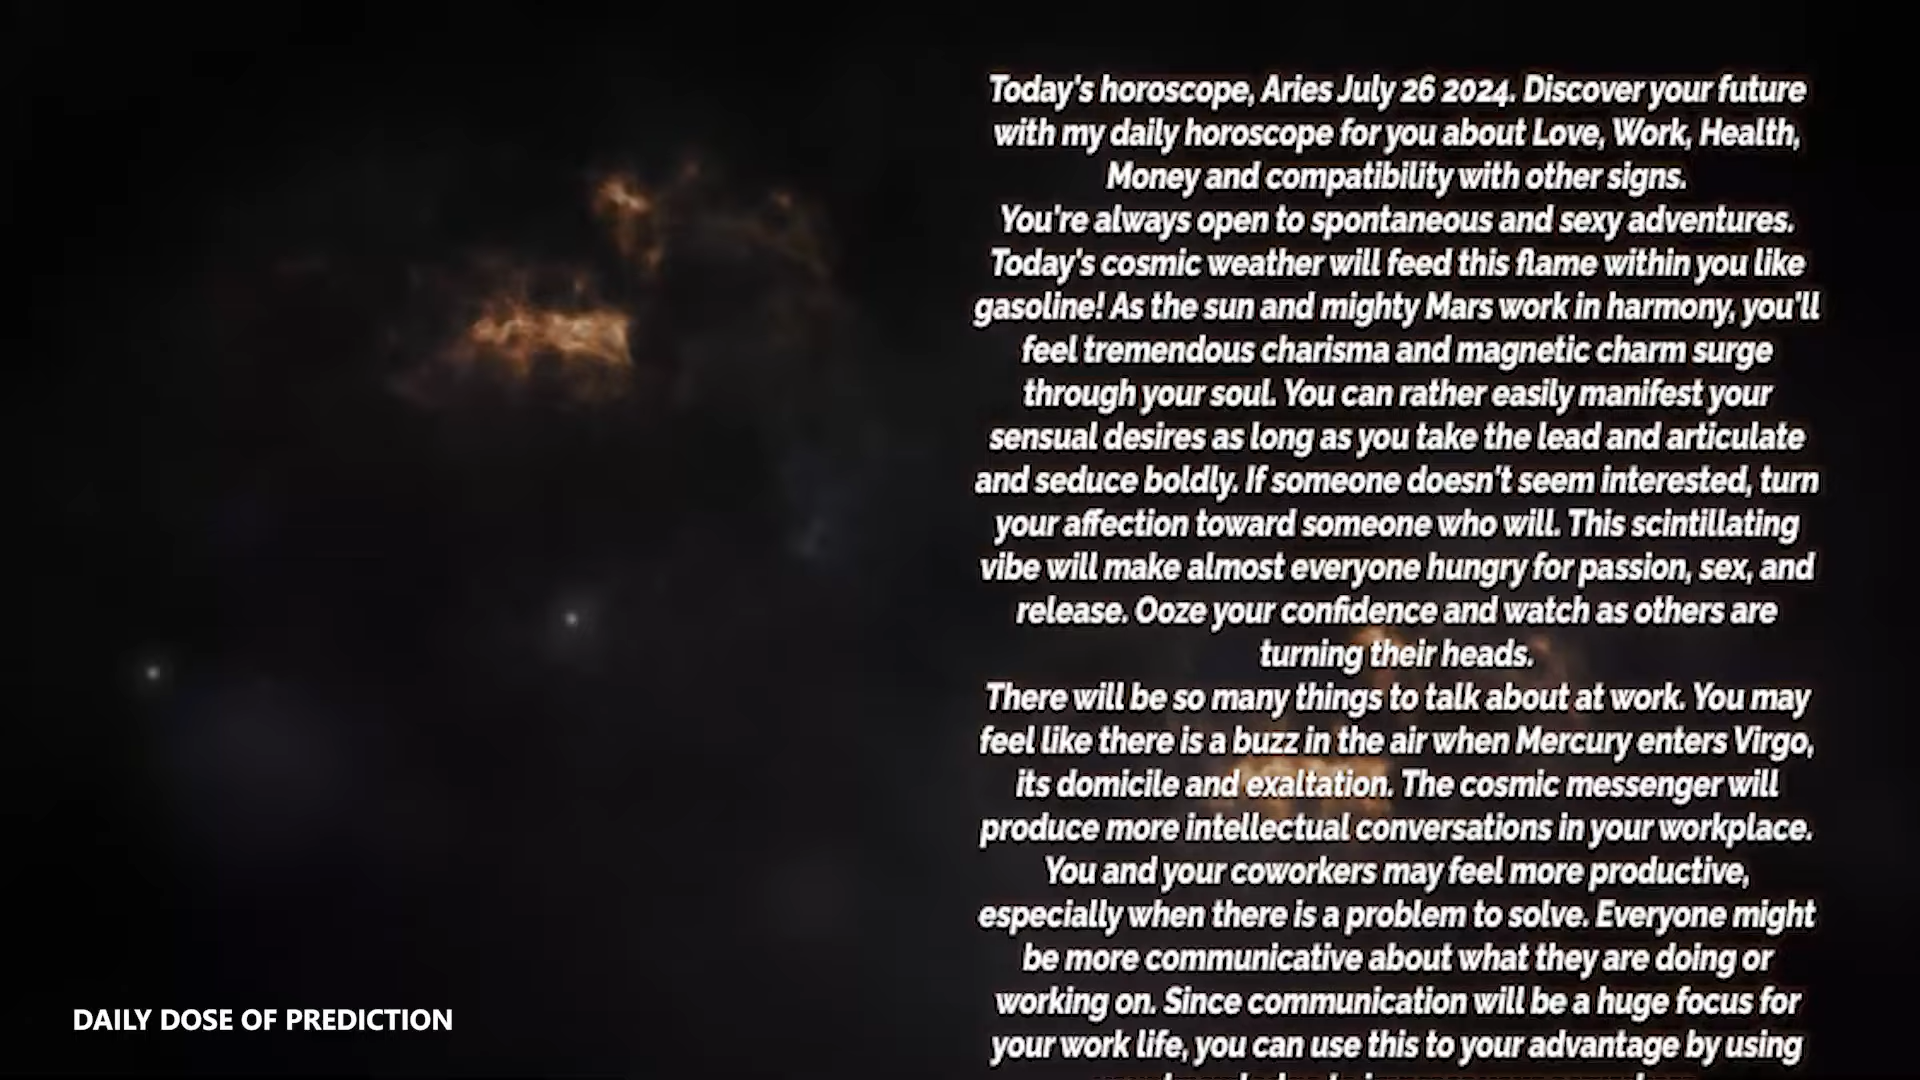 Today's horoscope, Aries July 26 2024. Discover your future
with my daily horoscope for you about Love, Work, Health,
Money and compatibility with other signs.
You're always open to spontaneous and sexy adventures.
Today's cosmic weather will feed this flame within you like
gasoline! As the sun and mighty Mars work in harmony, you'll
feel tremendous charisma and magnetic charm surge
through your soul. You can rather easily manifest your
sensual desires as long as you take the lead and articulate
and seduce boldly. If someone doesn't seem interested, turn
your affection toward someone who will. This scintillating
vibe will make almost everyone hungry for passion, sex, and
release. Ooze your confidence and watch as others are
turning their heads.
There will be so many things to talk about at work. You may
feel like there is a buzz in the air when Mercury enters Virgo,
its domicile and exaltation. The cosmic messenger will
produce more intellectual conversations in your workplace.
You and your coworkers may feel more productive,
especially when there is a problem to solve. Everyone might
be more communicative about what they are doing or
working on. Since communication will be a huge focus for
your work life, you can use this to your advantage by using
DAILY DOSE OF PREDICTION